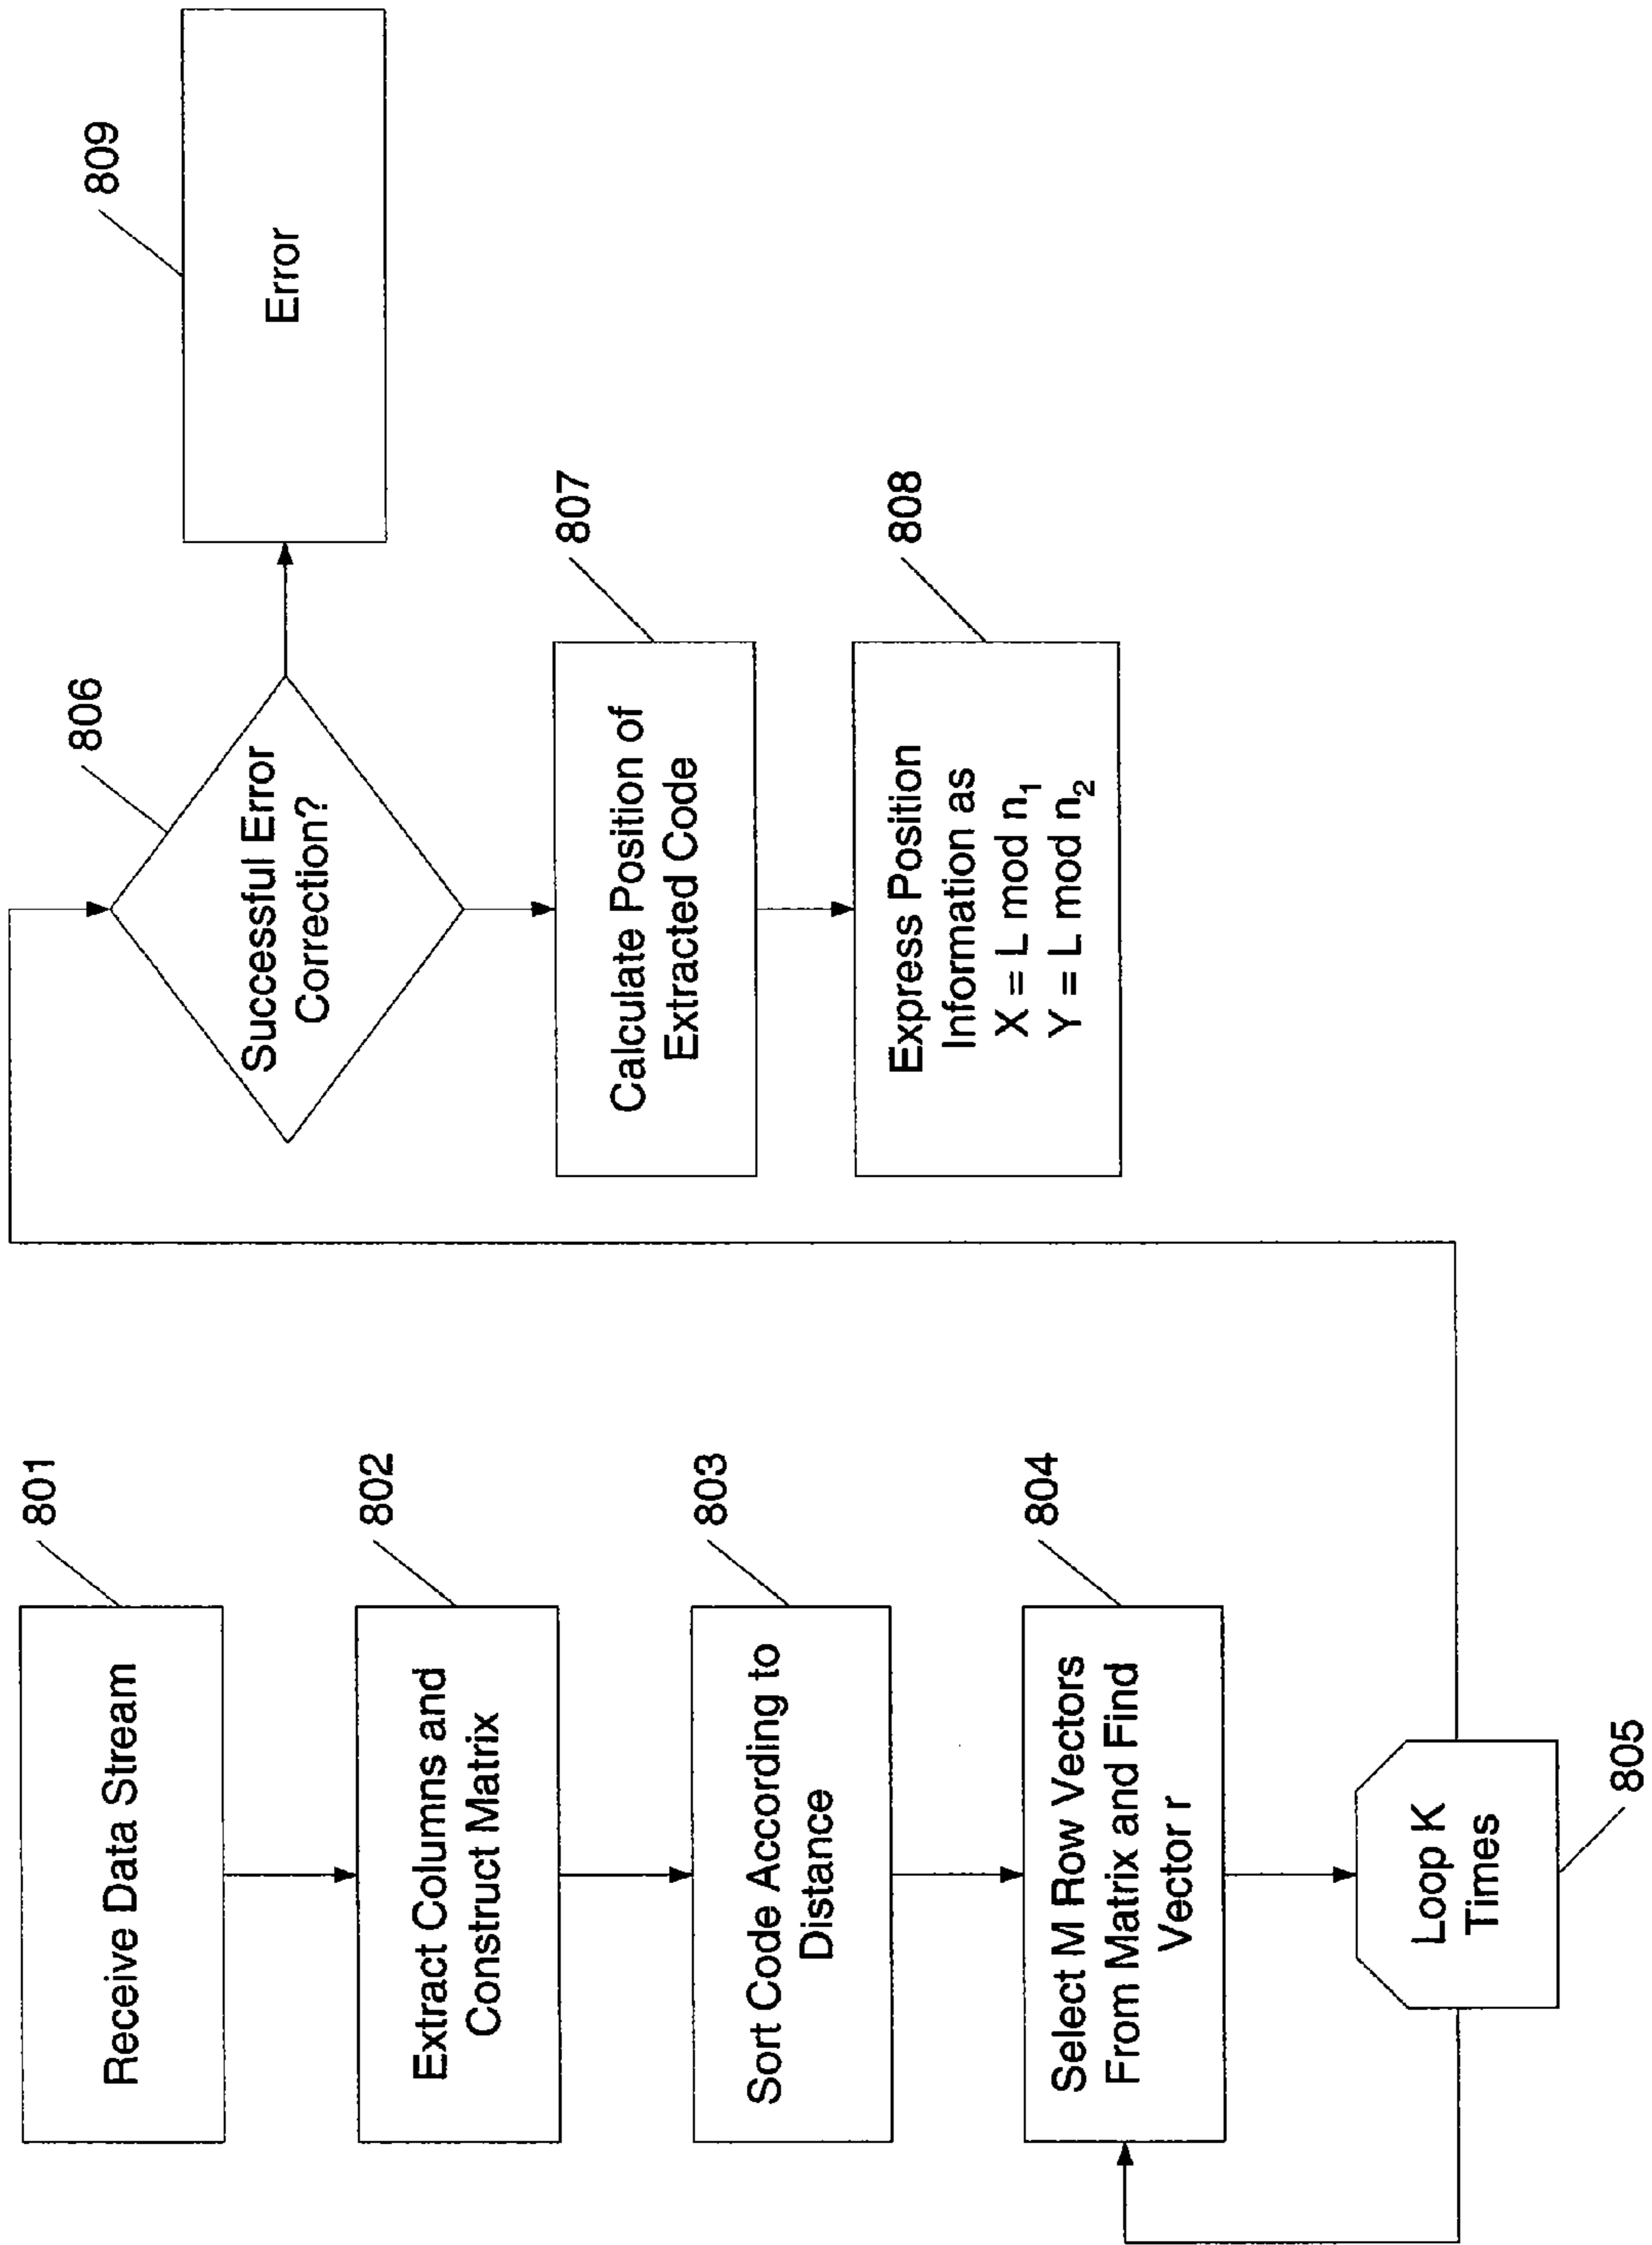 801
Receive Data Stream
802
Extract Columns and
Construct Matrix
803
Sort Code According to
Distance
804
Select M Row Vectors
From Matrix and Find
Vector r
Loop K
Times
805
806
Successful Error
Correction?
809
Error
807
Calculate Position of
Extracted Code
808
Express Position
Information as
X = L mod n₁
Y = L mod n₂